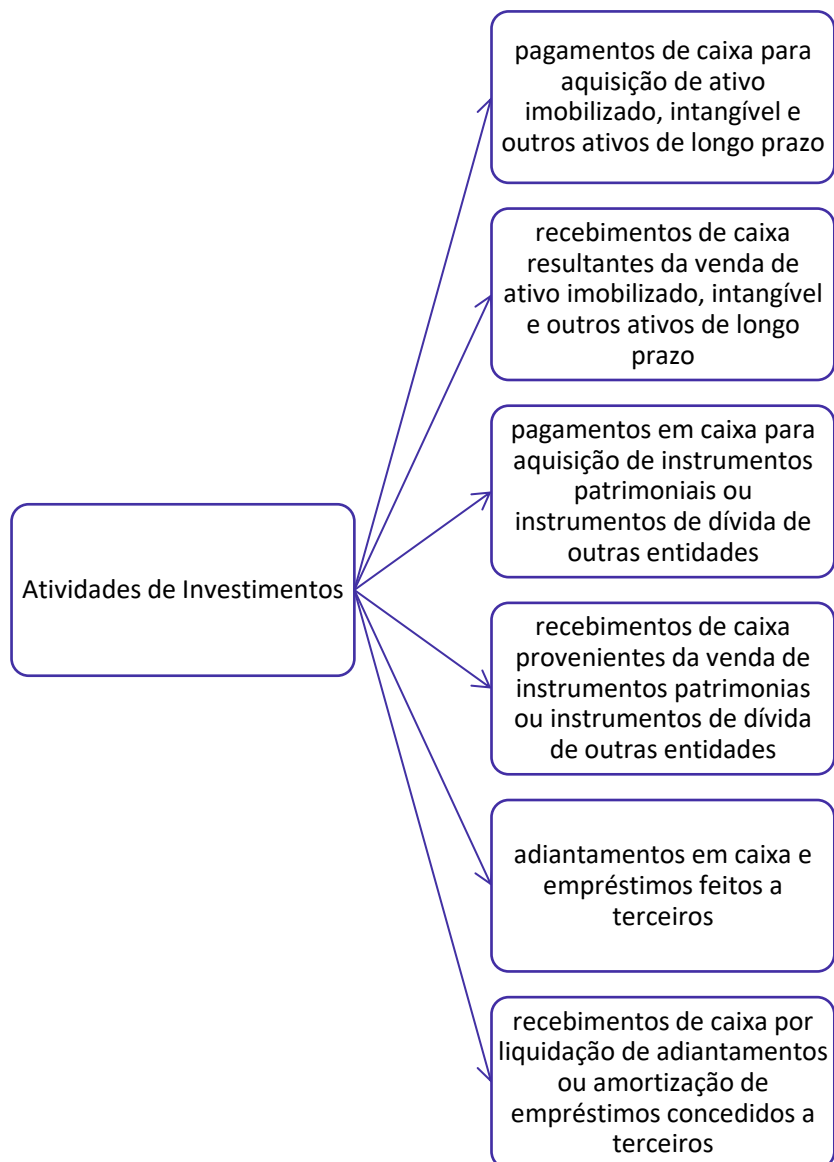 pagamentos de caixa para
aquisição de ativo
imobilizado, intangível e
outros ativos de longo prazo
recebimentos de caixa
resultantes da venda de
ativo imobilizado, intangível
e outros ativos de longo
prazo
pagamentos em caixa para
aquisição de instrumentos
patrimoniais ou
instrumentos de dívida de
outras entidades
Atividades de Investimentos
recebimentos de caixa
provenientes da venda de
instrumentos patrimonias
ou instrumentos de dívida
de outras entidades
adiantamentos em caixa e
empréstimos feitos a
terceiros
recebimentos de caixa por
liquidação de adiantamentos
ou amortização de
empréstimos concedidos a
terceiros